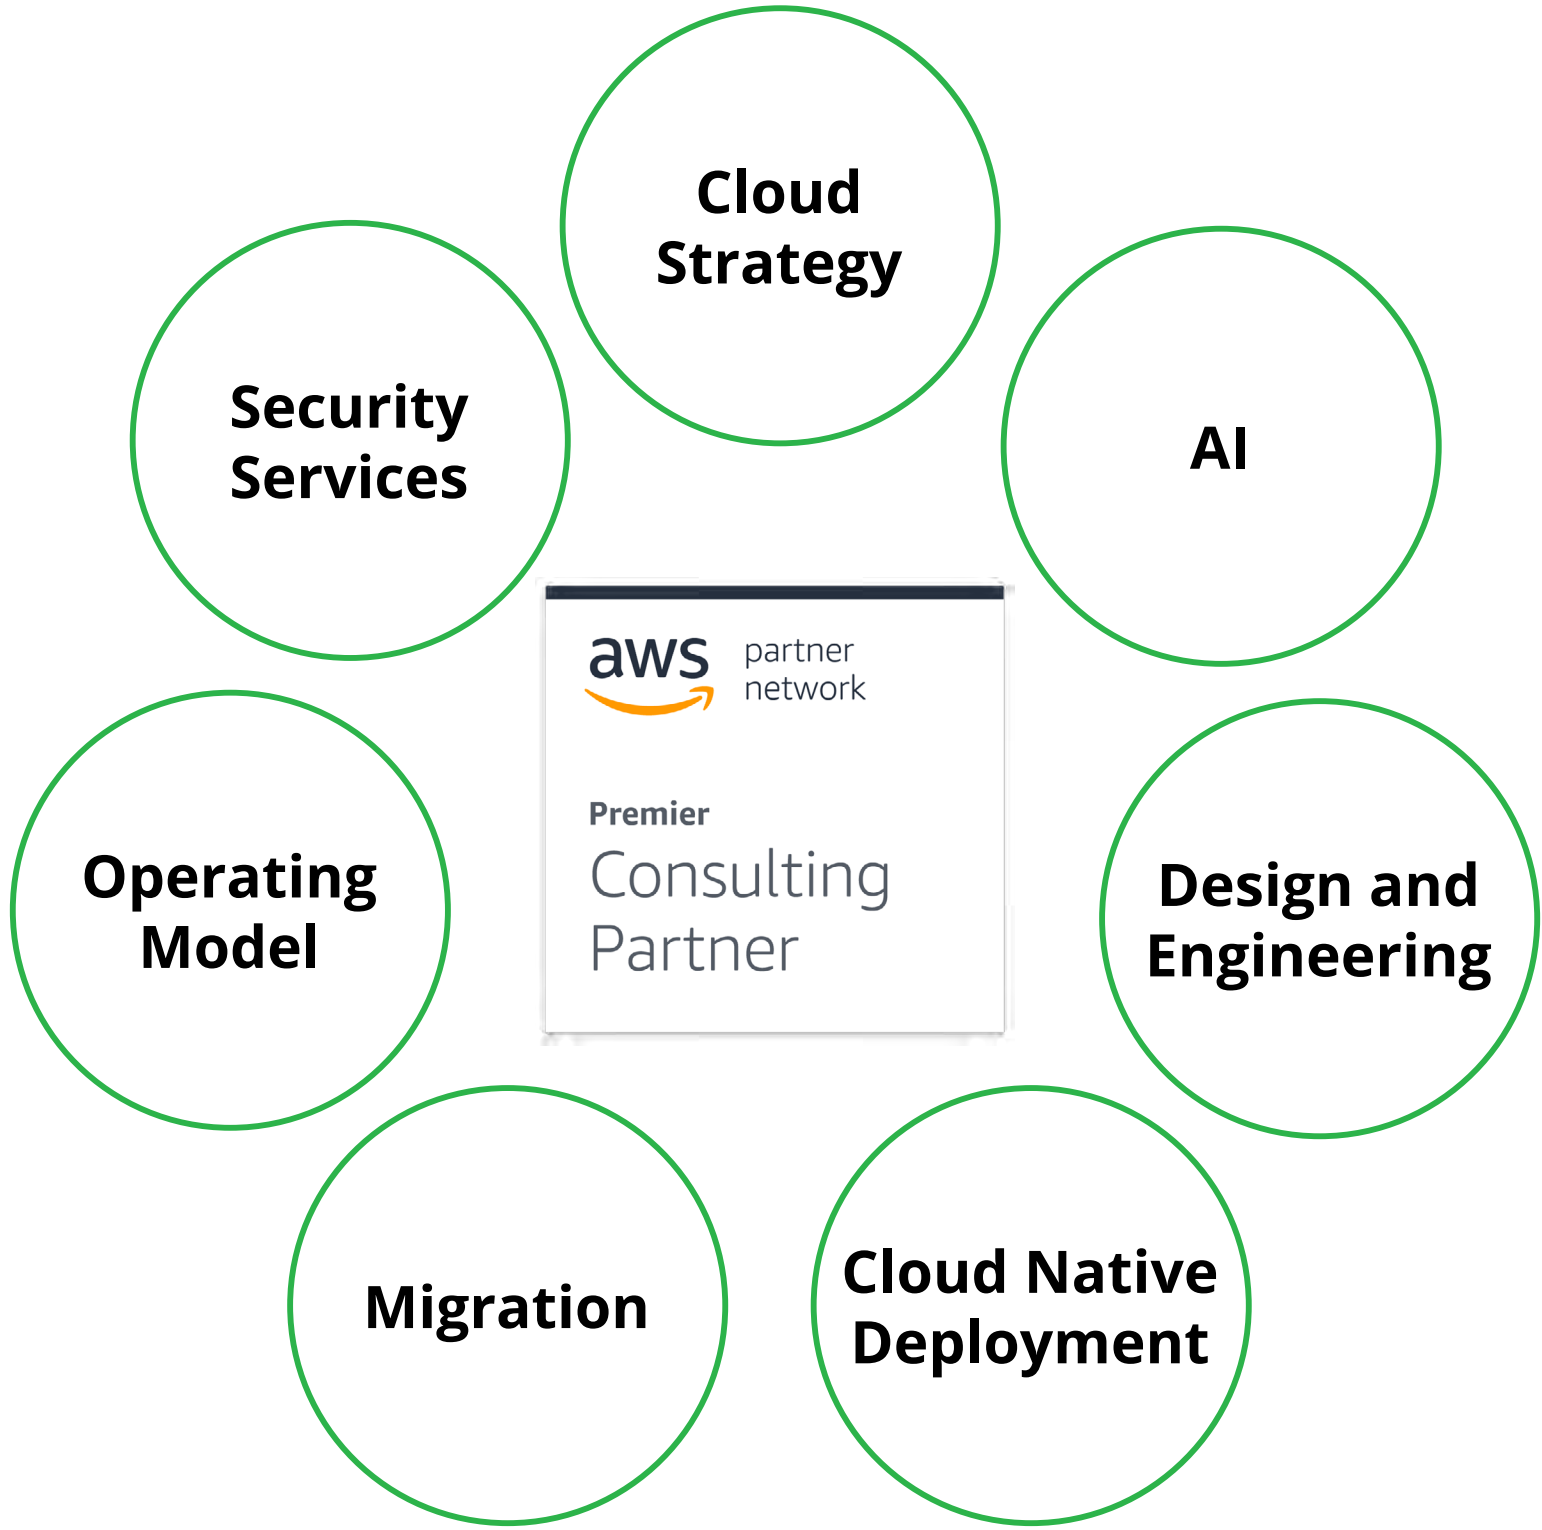 Cloud
Strategy
AI
Security
Services
aws partner
network
Premier
Consulting
Partner
Operating
Model
Design and
Engineering
Migration
Cloud Native
Deployment